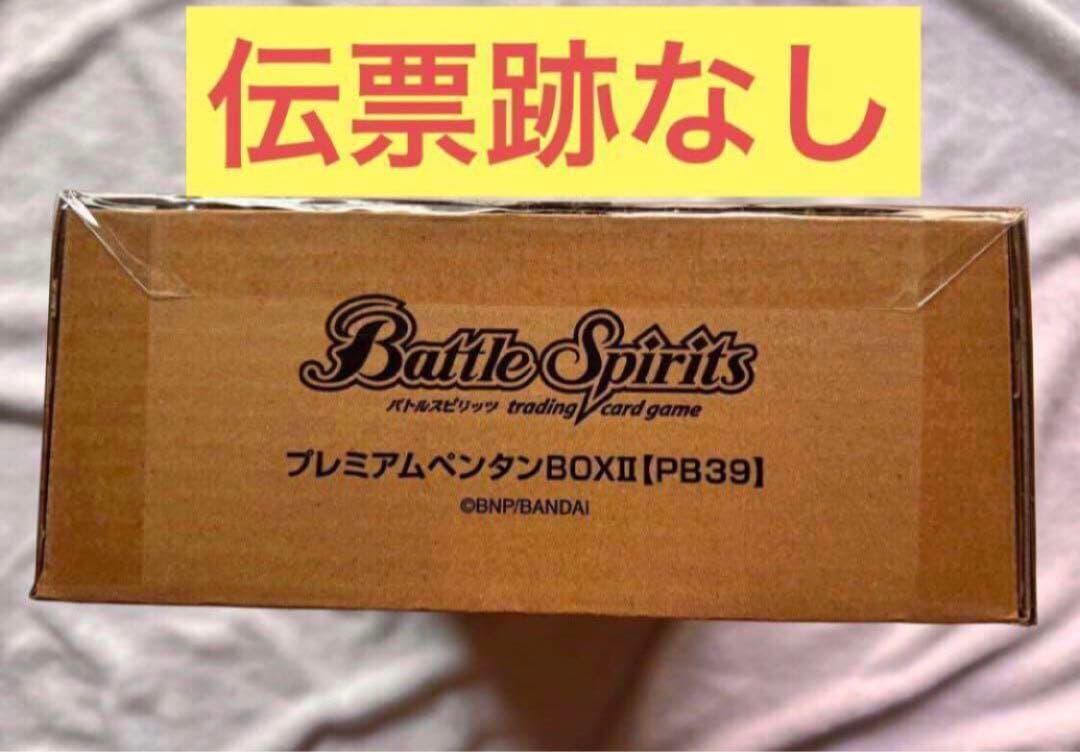 伝票跡なし
Battle Spirits
バトルスピリッツ trading card game
プレミアムペンタンBOXⅡ【PB39】
©BNP/BANDAI